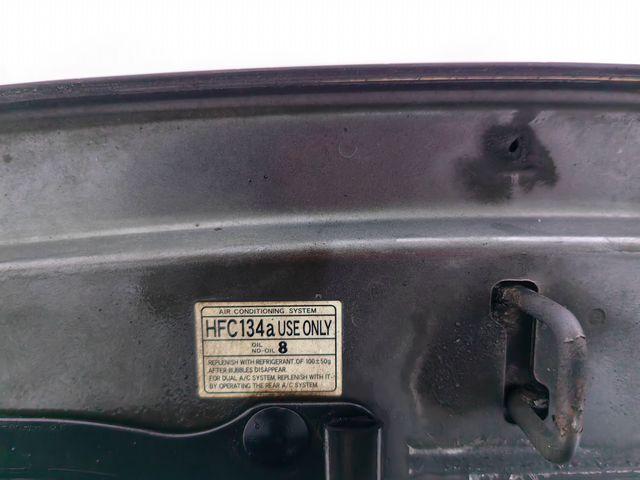 AIR CONDITIONING SYSTEM
HFC134a USE ONLY
OIL
ND-OIL 8
REPLENISH WITH REFRIGERANT OF 100±50g
AFTER BUBBLES DISAPPEAR.
FOR DUAL A/C SYSTEM, REPLENISH WITH IT
BY OPERATING THE REAR A/C SYSTEM.